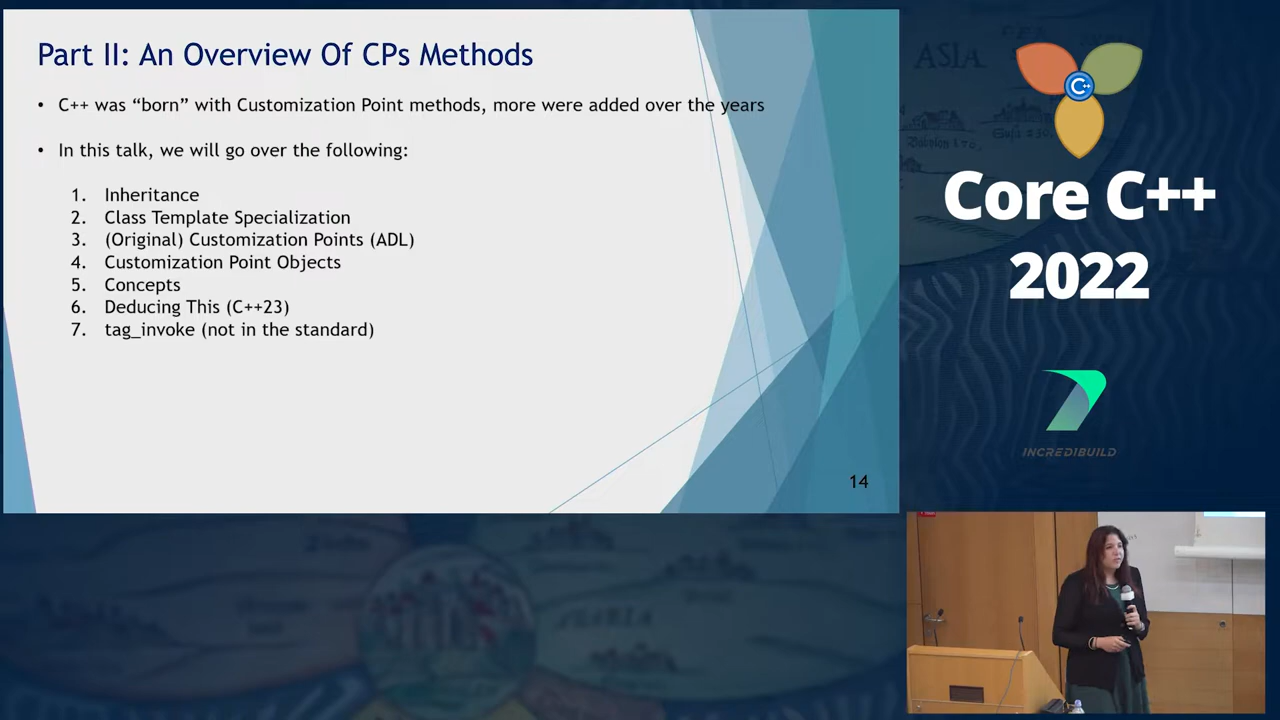 Part II: An Overview Of CPs Methods
• C++ was “born” with Customization Point methods, more were added over the years
• In this talk, we will go over the following:
1. Inheritance
2. Class Template Specialization
3. (Original) Customization Points (ADL)
4. Customization Point Objects
5. Concepts
6. Deducing This (C++23)
7. tag_invoke (not in the standard)
14
ASIA
C++
Core C++
2022
INCREDIBUILD